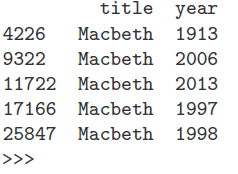 title year
4226 Macbeth 1913
9322 Macbeth 2006
11722 Macbeth 2013
17166 Macbeth 1997
25847 Macbeth 1998
>>>